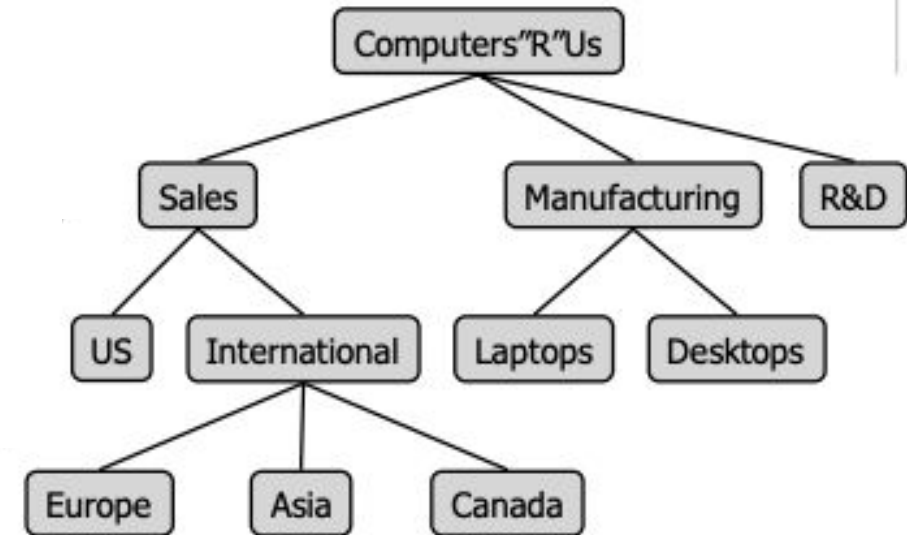 Computers”R”Us
Sales
Manufacturing
R&D
US
International
Laptops
Desktops
Europe
Asia
Canada